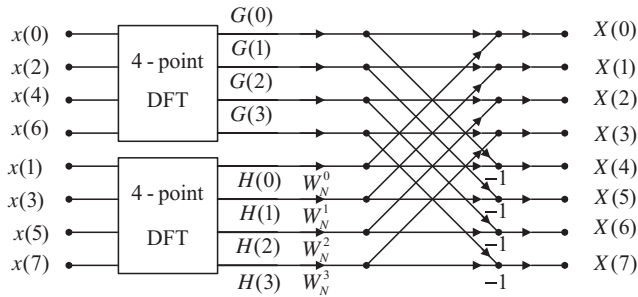 x(0) G(0) X(0)
x(2) G(1) X(1)
4 - point
x(4) G(2) X(2)
DFT
x(6) G(3) X(3)
x(1) X(4)
H(0) W_N^0 −1
4 - point
x(3) X(5)
H(1) W_N^1 −1
x(5) DFT X(6)
H(2) W_N^2 −1
x(7) X(7)
H(3) W_N^3 −1